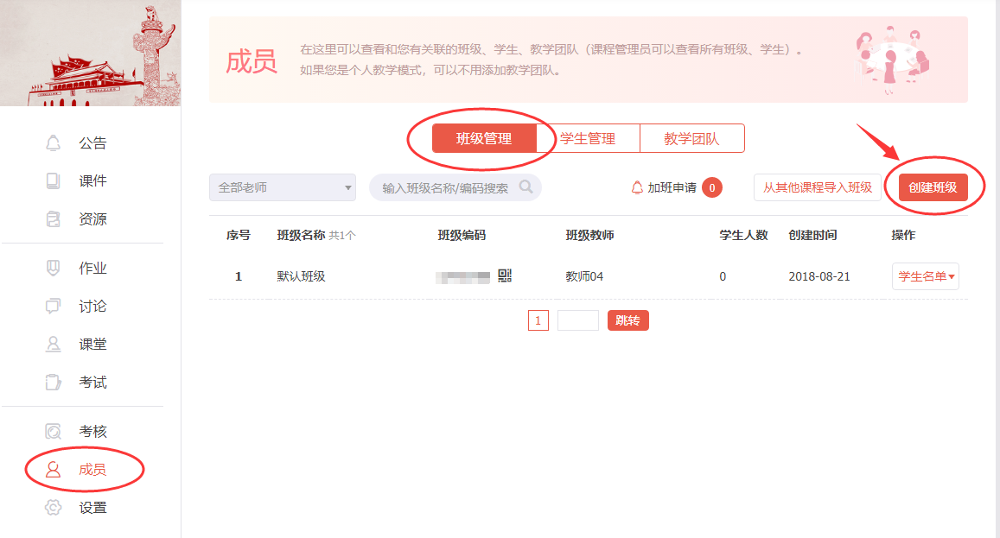 成员
在这里可以查看和您有关联的班级、学生、教学团队（课程管理员可以查看所有班级、学生）。
如果您是个人教学模式，可以不用添加教学团队。
公告
课件
资源
作业
讨论
课堂
考试
考核
成员
设置
班级管理 学生管理 教学团队
全部老师 输入班级名称/编码搜索 加班申请 0 从其他课程导入班级 创建班级
序号 班级名称 共1个 班级编码 班级教师 学生人数 创建时间 操作
1 默认班级 教师04 0 2018-08-21 学生名单
1 跳转